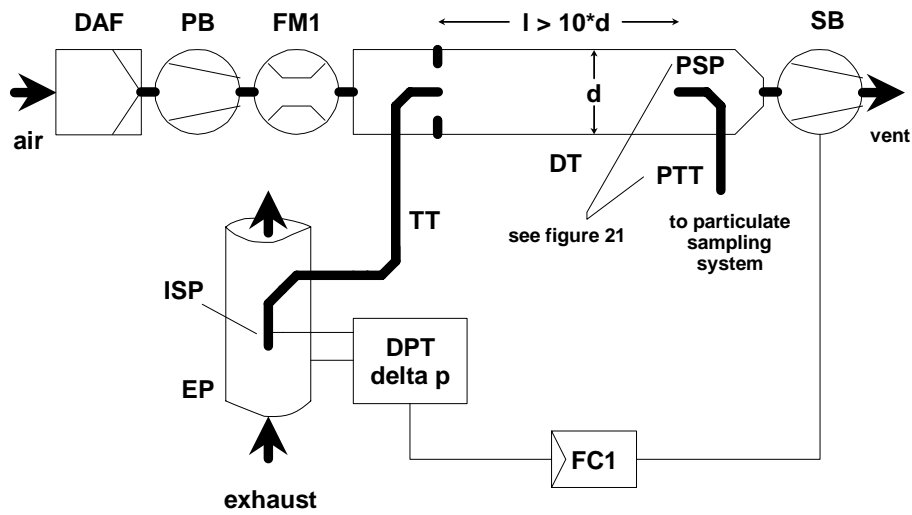 DAF
PB
FM1
l > 10*d
SB
air
d
PSP
vent
DT
PTT
TT
see figure 21
to particulate
sampling
system
ISP
DPT
delta p
EP
FC1
exhaust